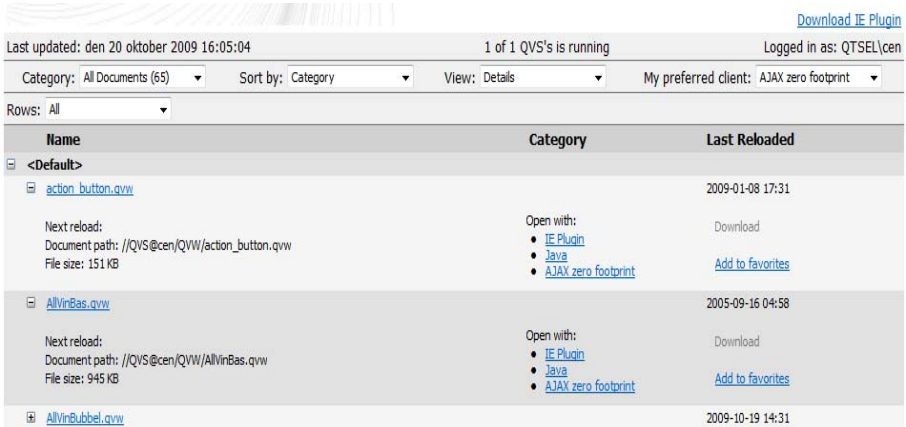 Download IE Plugin
Last updated: den 20 oktober 2009 16:05:04 1 of 1 QVS's is running Logged in as: QTSEL\cen
Category: All Documents (65) Sort by: Category View: Details My preferred client: AJAX zero footprint
Rows: All
Name Category Last Reloaded
<Default>
action_button.qvw 2009-01-08 17:31
Next reload:
Document path: //QVS@cen/QVW/action_button.qvw
File size: 151 KB
Open with:
• IE Plugin
• Java
• AJAX zero footprint
Download
Add to favorites
AllVinBas.qvw 2005-09-16 04:58
Next reload:
Document path: //QVS@cen/QVW/AllVinBas.qvw
File size: 945 KB
Open with:
• IE Plugin
• Java
• AJAX zero footprint
Download
Add to favorites
AllVinBubbel.qvw 2009-10-19 14:31